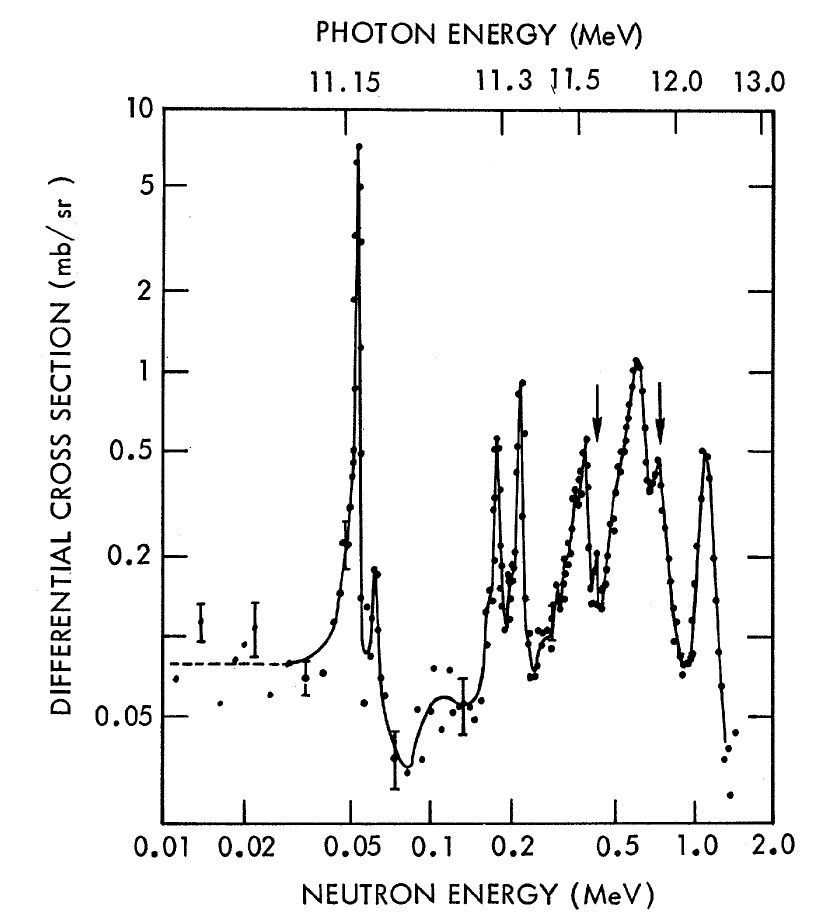 PHOTON ENERGY (MeV)
11.15 11.3 11.5 12.0 13.0
10
5
2
1
0.5
0.2
0.05
DIFFERENTIAL CROSS SECTION (mb/sr)
0.01 0.02 0.05 0.1 0.2 0.5 1.0 2.0
NEUTRON ENERGY (MeV)